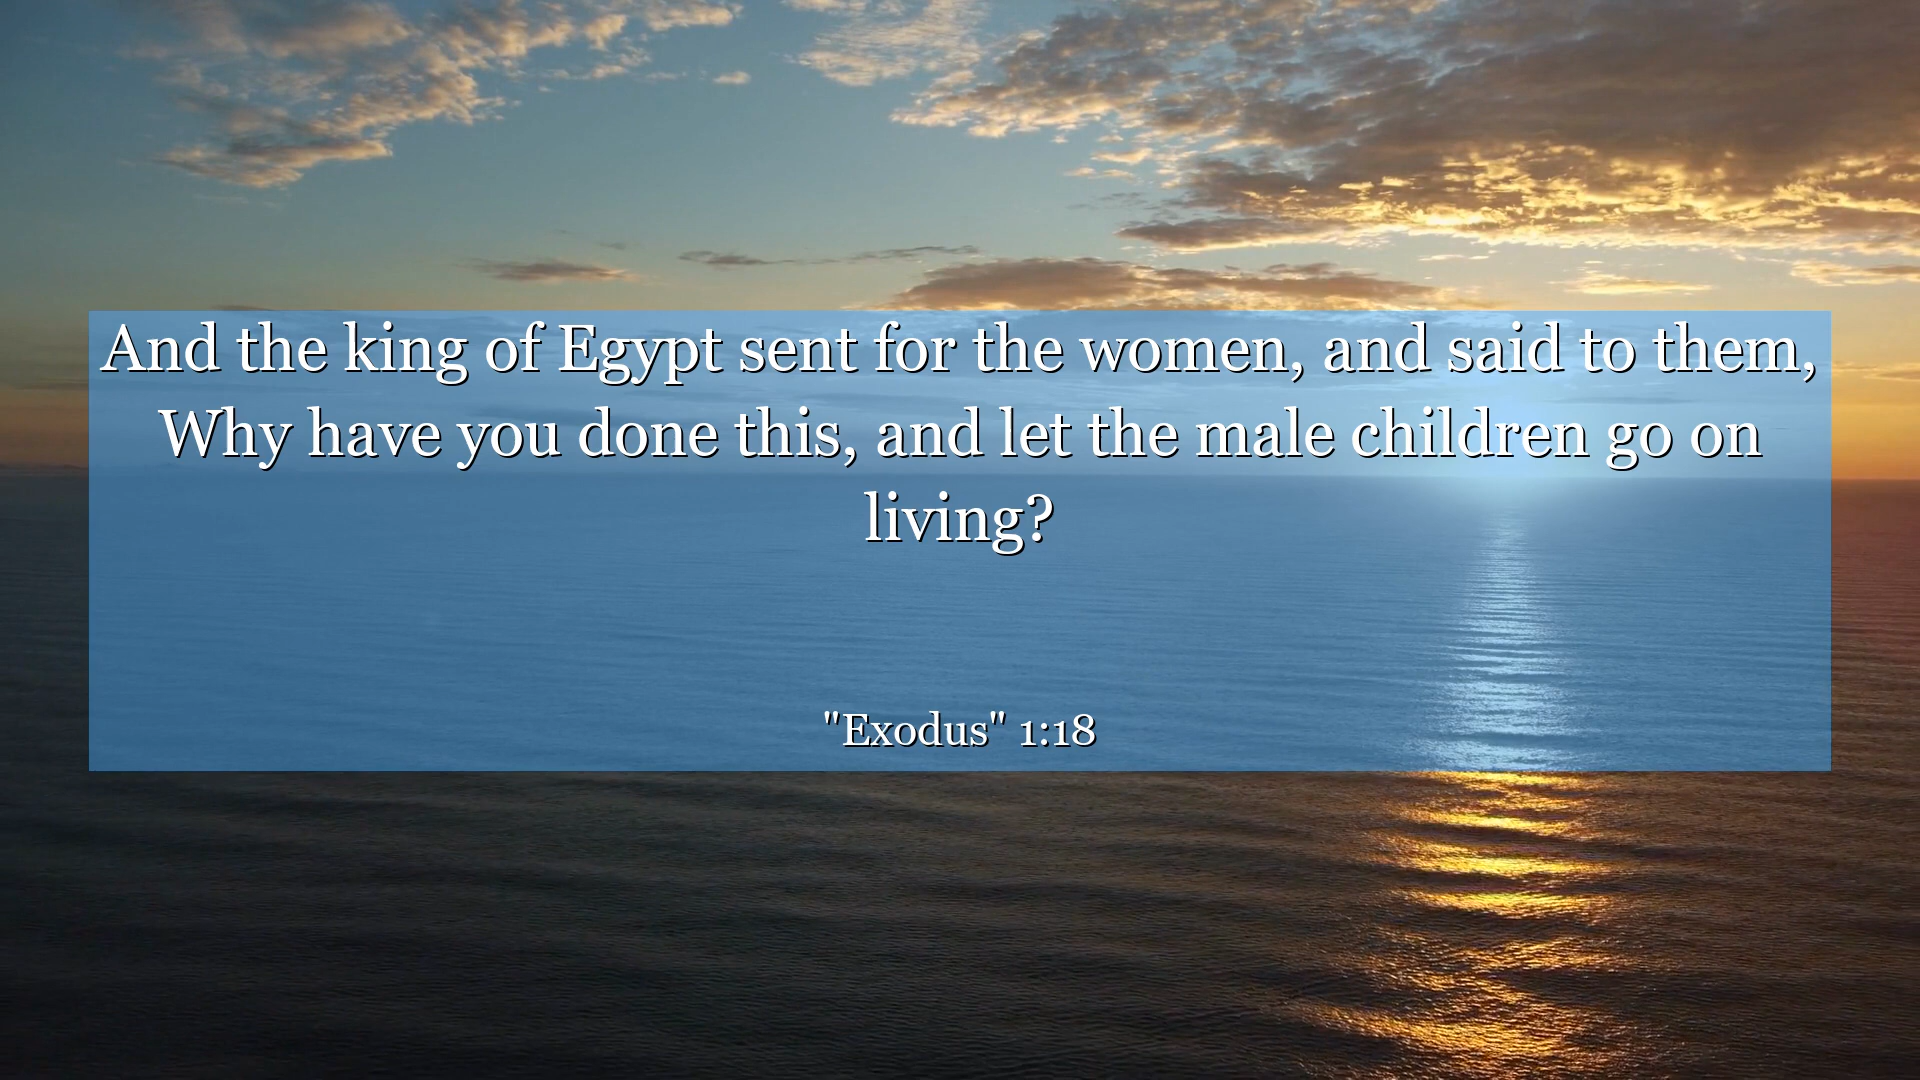 And the king of Egypt sent for the women, and said to them,
Why have you done this, and let the male children go on
living?
"Exodus" 1:18